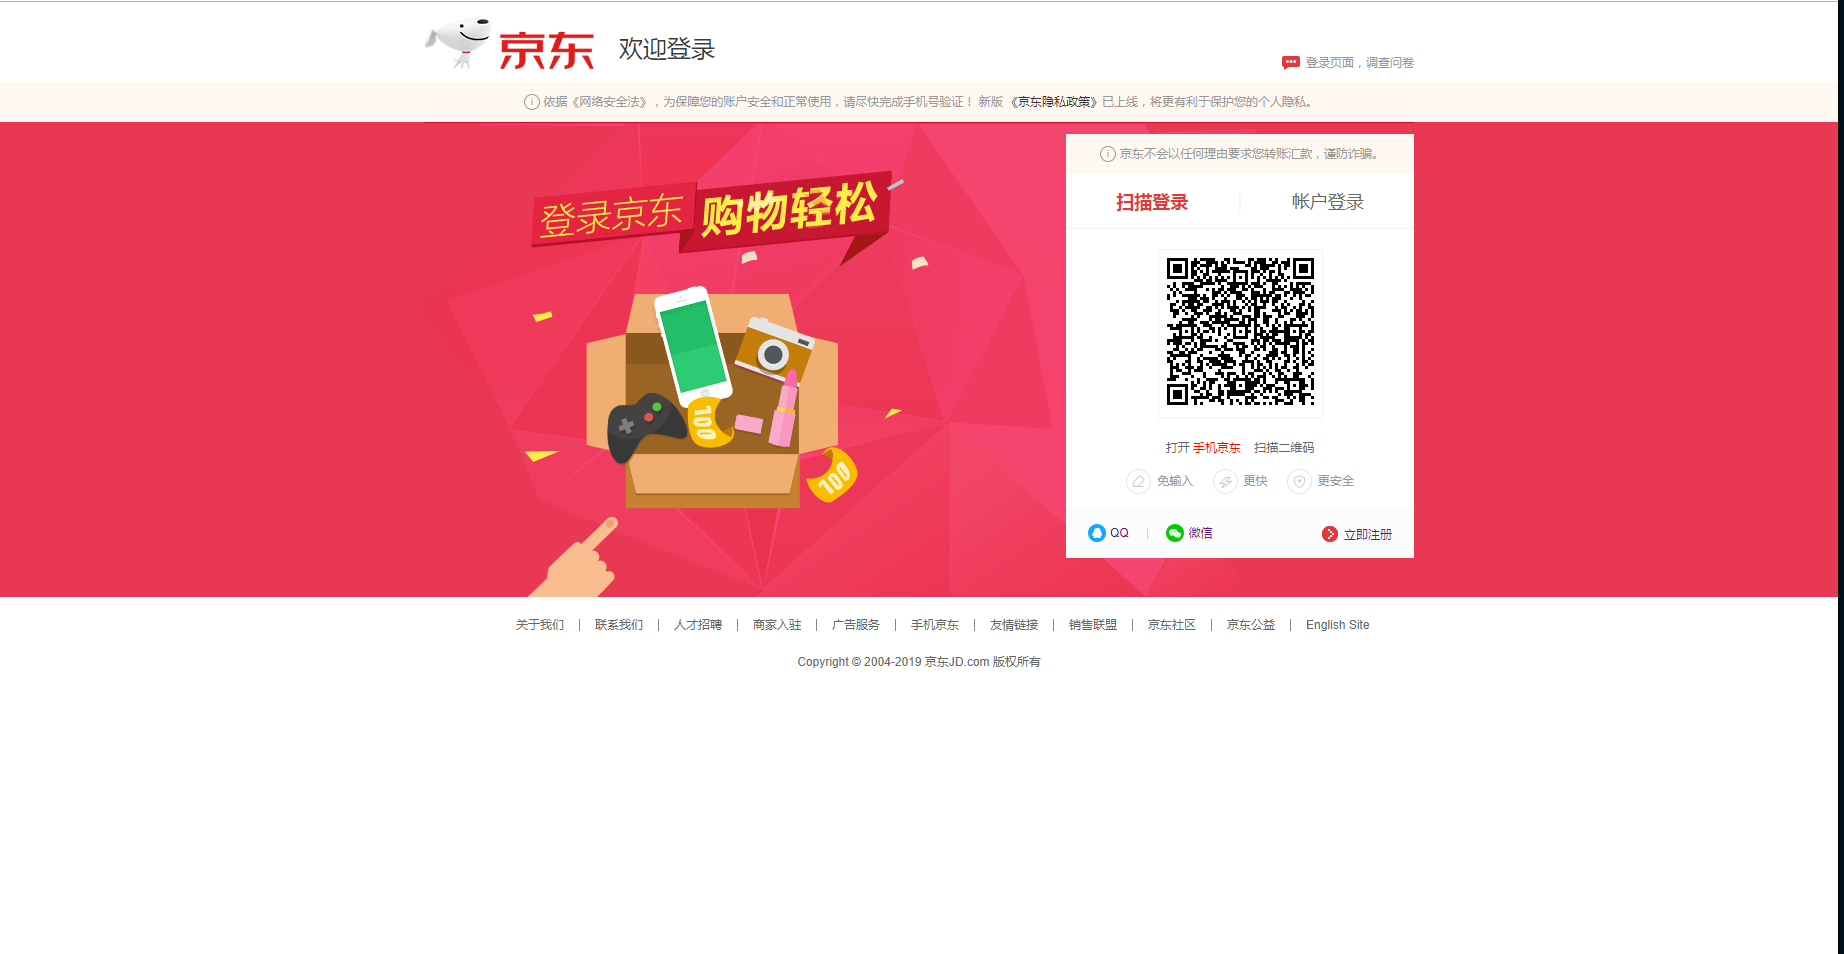 京东 欢迎登录
登录页面，调查问卷
依据《网络安全法》，为保障您的账户安全和正常使用，请尽快完成手机号验证！ 新版 《京东隐私政策》已上线，将更有利于保护您的个人隐私。
登录京东 购物轻松
100
100
京东不会以任何理由要求您转账汇款，谨防诈骗。
扫描登录 帐户登录
打开 手机京东 扫描二维码
免输入 更快 更安全
QQ | 微信 立即注册
关于我们 | 联系我们 | 人才招聘 | 商家入驻 | 广告服务 | 手机京东 | 友情链接 | 销售联盟 | 京东社区 | 京东公益 | English Site
Copyright © 2004-2019 京东JD.com 版权所有